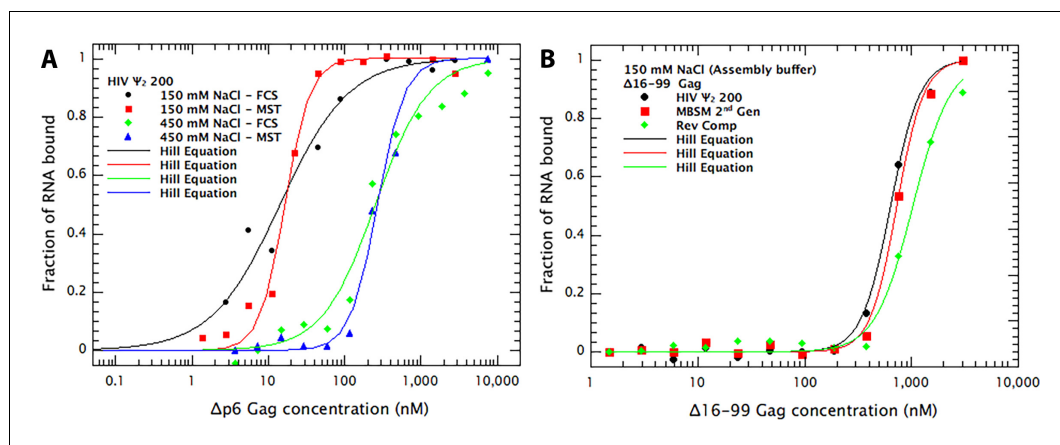 A
HIV Ψ2 200
150 mM NaCl – FCS
150 mM NaCl – MST
450 mM NaCl – FCS
450 mM NaCl – MST
Hill Equation
Hill Equation
Hill Equation
Hill Equation
Fraction of RNA bound
1
0.8
0.6
0.4
0.2
0
0.1
1
10
100
1,000
10,000
Δp6 Gag concentration (nM)
B
150 mM NaCl (Assembly buffer)
Δ16–99 Gag
HIV Ψ2 200
MBSM 2nd Gen
Rev Comp
Hill Equation
Hill Equation
Hill Equation
Fraction of RNA bound
1
0.8
0.6
0.4
0.2
0
1
10
100
1,000
10,000
Δ16–99 Gag concentration (nM)